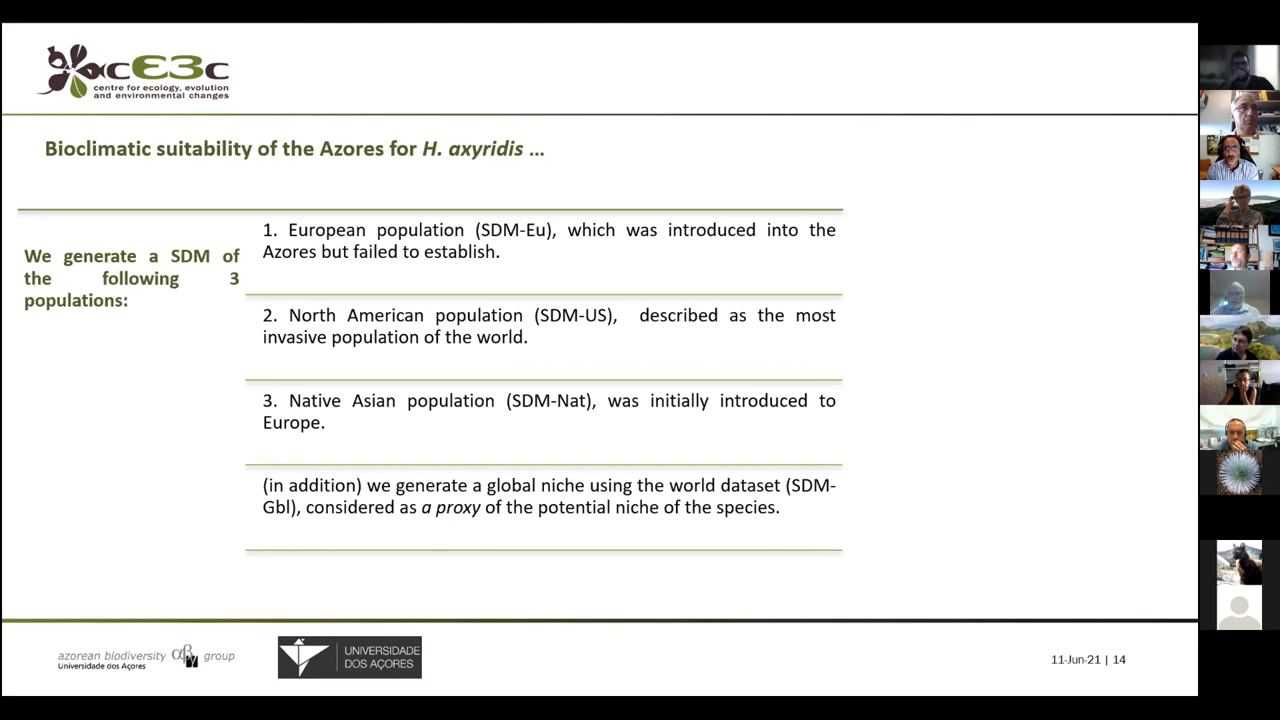 cE3c
centre for ecology, evolution
and environmental changes
Bioclimatic suitability of the Azores for H. axyridis ...
We generate a SDM of
the following 3
populations:
1. European population (SDM-Eu), which was introduced into the
Azores but failed to establish.
2. North American population (SDM-US), described as the most
invasive population of the world.
3. Native Asian population (SDM-Nat), was initially introduced to
Europe.
(in addition) we generate a global niche using the world dataset (SDM-
Gbl), considered as a proxy of the potential niche of the species.
azorean biodiversity group
Universidade dos Açores
UNIVERSIDADE
DOS AÇORES
11-Jun-21 | 14